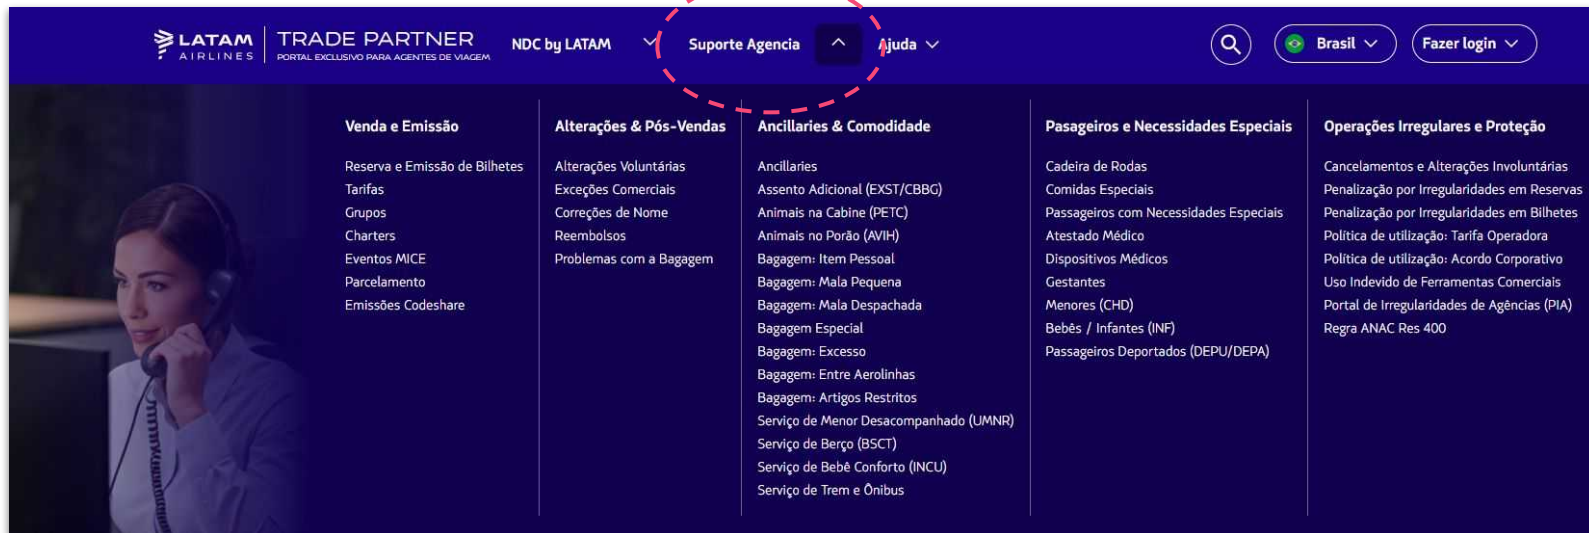 LATAM
AIRLINES
TRADE PARTNER
PORTAL EXCLUSIVO PARA AGENTES DE VIAGEM
NDC by LATAM
Suporte Agencia
Ajuda
Brasil
Fazer login
Venda e Emissão
Reserva e Emissão de Bilhetes
Tarifas
Grupos
Charters
Eventos MICE
Parcelamento
Emissões Codeshare
Alterações & Pós-Vendas
Alterações Voluntárias
Exceções Comerciais
Correções de Nome
Reembolsos
Problemas com a Bagagem
Ancillaries & Comodidade
Ancillaries
Assento Adicional (EXST/CBBG)
Animais na Cabine (PETC)
Animais no Porão (AVIH)
Bagagem: Item Pessoal
Bagagem: Mala Pequena
Bagagem: Mala Despachada
Bagagem Especial
Bagagem: Excesso
Bagagem: Entre Aerolinhas
Bagagem: Artigos Restritos
Serviço de Menor Desacompanhado (UMNR)
Serviço de Berço (BSCT)
Serviço de Bebê Conforto (INCU)
Serviço de Trem e Ônibus
Pasageiros e Necessidades Especiais
Cadeira de Rodas
Comidas Especiais
Passageiros com Necessidades Especiais
Atestado Médico
Dispositivos Médicos
Gestantes
Menores (CHD)
Bebês / Infantes (INF)
Passageiros Deportados (DEPU/DEPA)
Operações Irregulares e Proteção
Cancelamentos e Alterações Involuntárias
Penalização por Irregularidades em Reservas
Penalização por Irregularidades em Bilhetes
Política de utilização: Tarifa Operadora
Política de utilização: Acordo Corporativo
Uso Indevido de Ferramentas Comerciais
Portal de Irregularidades de Agências (PIA)
Regra ANAC Res 400